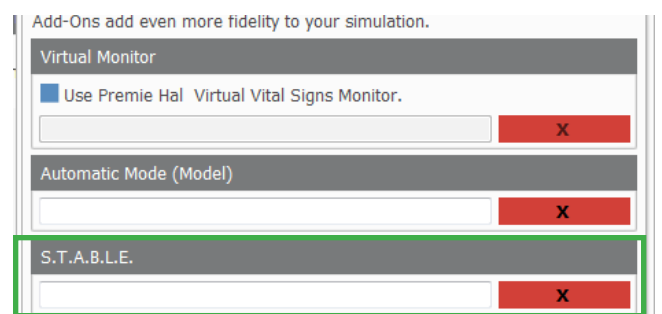 Add-Ons add even more fidelity to your simulation.
Virtual Monitor
Use Premie Hal Virtual Vital Signs Monitor.
X
Automatic Mode (Model)
X
S.T.A.B.L.E.
X